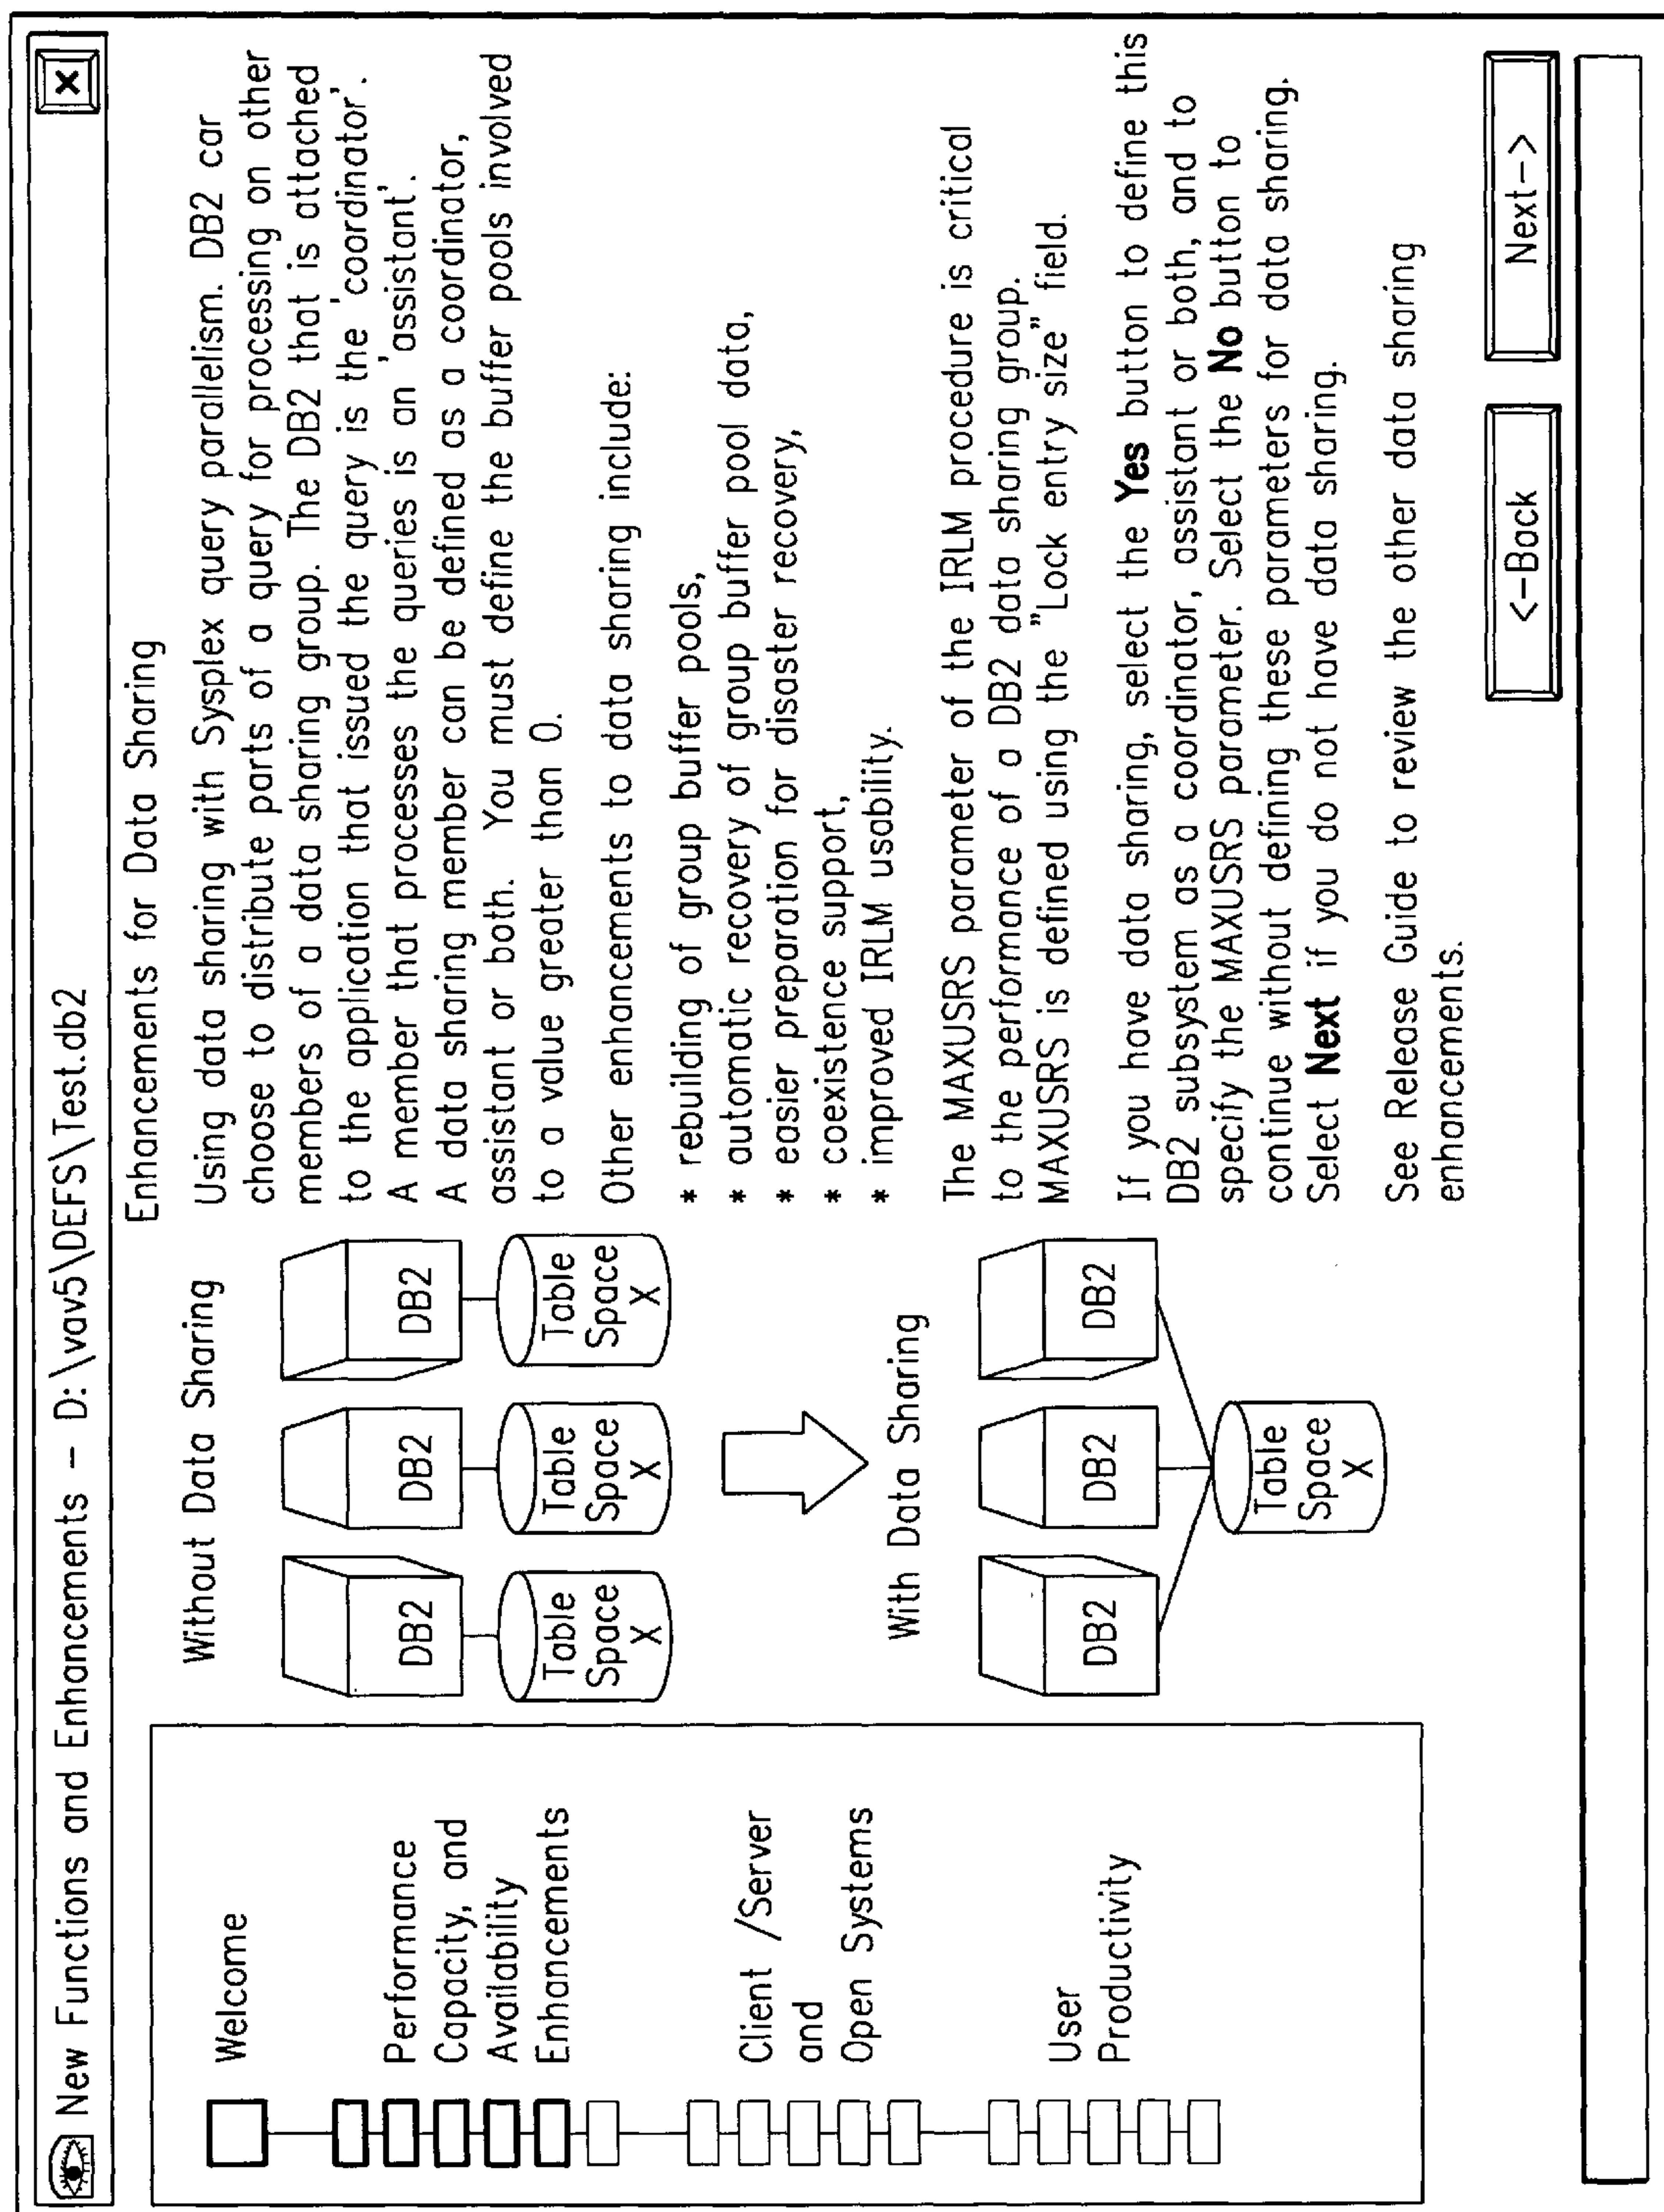 New Functions and Enhancements – D:\vav5\DEFS\Test.db2
x
Welcome
Performance
Capacity, and
Availability
Enhancements
Client /Server
and
Open Systems
User
Productivity
Without Data Sharing
DB2
DB2
DB2
Table
Space
X
Table
Space
X
Table
Space
X
With Data Sharing
DB2
DB2
DB2
Table
Space
X
Enhancements for Data Sharing
Using data sharing with Sysplex query parallelism. DB2 car
choose to distribute parts of a query for processing on other
members of a data sharing group. The DB2 that is attached
to the application that issued the query is the 'coordinator'.
A member that processes the queries is an 'assistant'.
A data sharing member can be defined as a coordinator,
assistant or both. You must define the buffer pools involved
to a value greater than 0.
Other enhancements to data sharing include:
* rebuilding of group buffer pools,
* automatic recovery of group buffer pool data,
* easier preparation for disaster recovery,
* coexistence support,
* improved IRLM usability.
The MAXUSRS parameter of the IRLM procedure is critical
to the performance of a DB2 data sharing group.
MAXUSRS is defined using the "Lock entry size" field.
If you have data sharing, select the Yes button to define this
DB2 subsystem as a coordinator, assistant or both, and to
specify the MAXUSRS parameter. Select the No button to
continue without defining these parameters for data sharing.
Select Next if you do not have data sharing.
See Release Guide to review the other data sharing
enhancements.
<–Back
Next–>